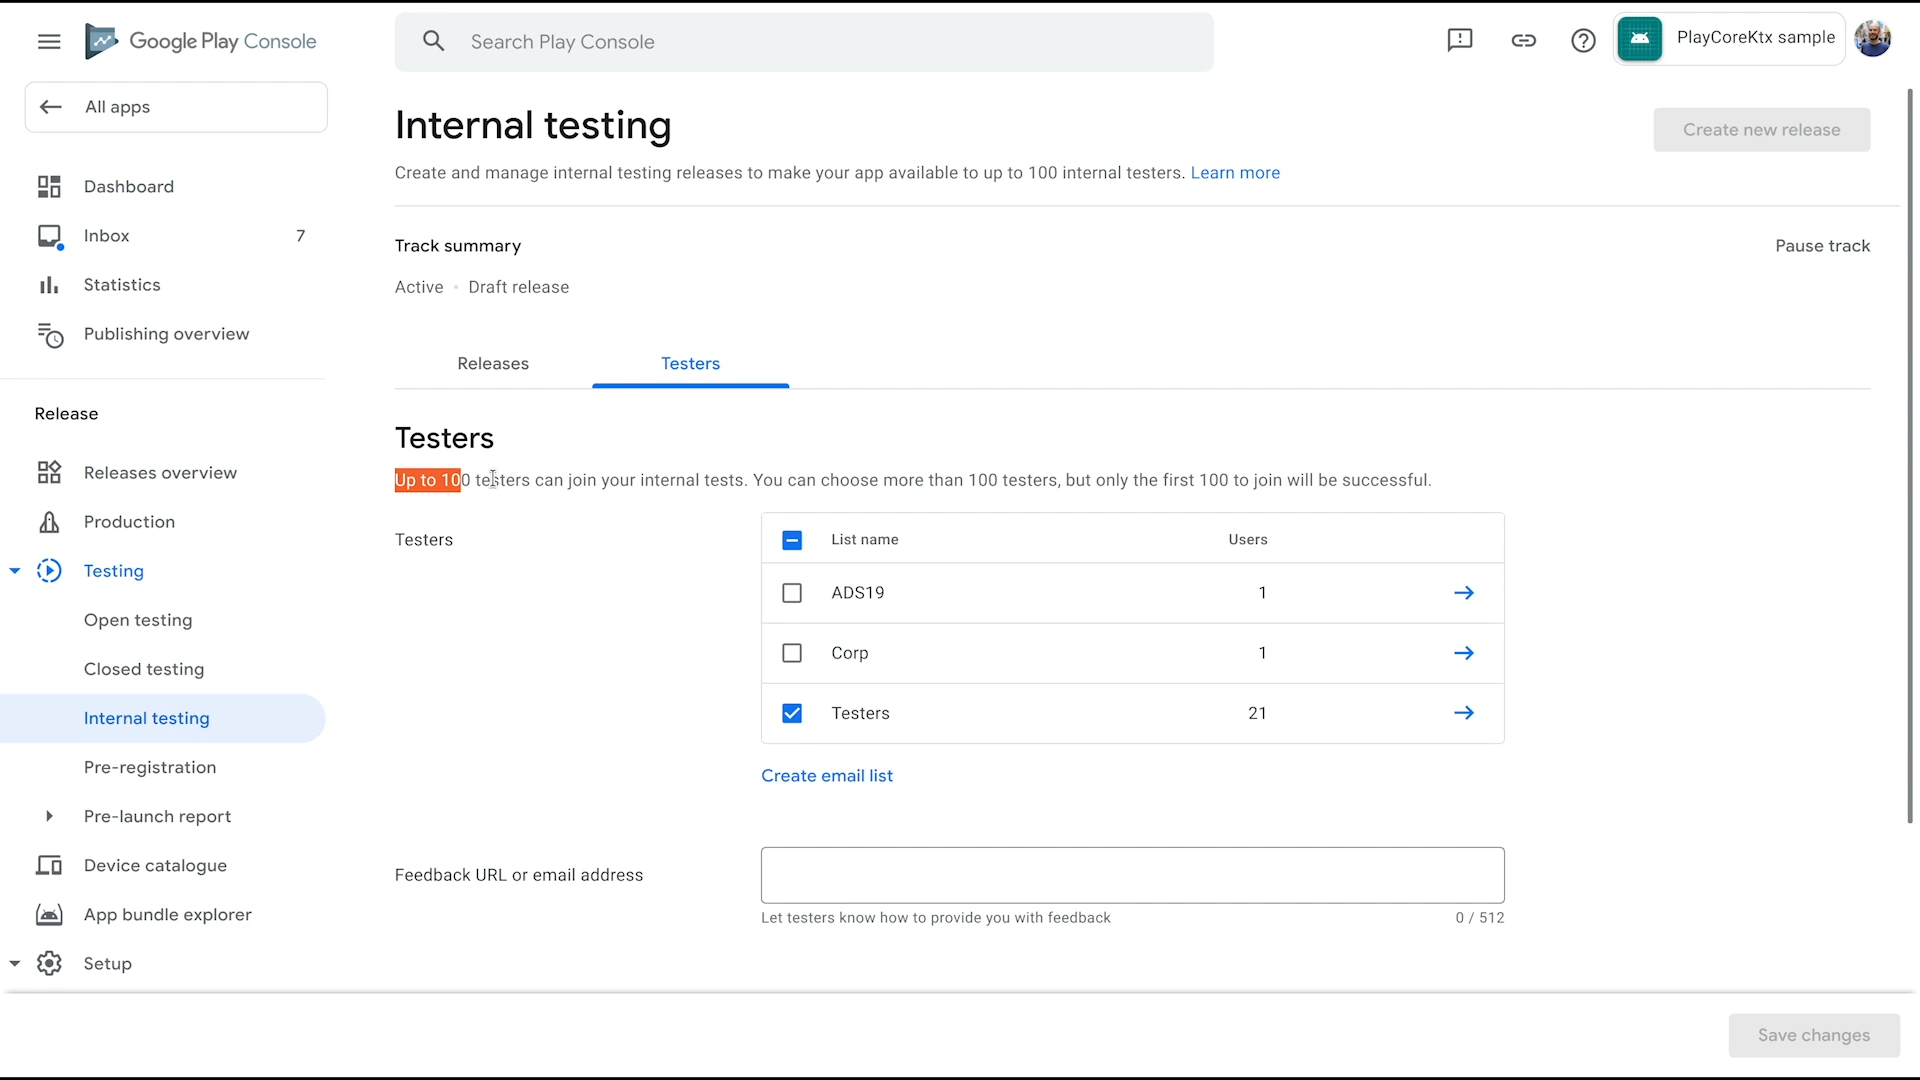 Google Play Console
Search Play Console
PlayCoreKtx sample
All apps
Dashboard
Inbox 7
Statistics
Publishing overview
Release
Releases overview
Production
Testing
Open testing
Closed testing
Internal testing
Pre-registration
Pre-launch report
Device catalogue
App bundle explorer
Setup
Internal testing
Create new release
Create and manage internal testing releases to make your app available to up to 100 internal testers. Learn more
Track summary
Pause track
Active • Draft release
Releases Testers
Testers
Up to 100 testers can join your internal tests. You can choose more than 100 testers, but only the first 100 to join will be successful.
Testers
List name Users
ADS19 1
Corp 1
Testers 21
Create email list
Feedback URL or email address
Let testers know how to provide you with feedback 0 / 512
Save changes